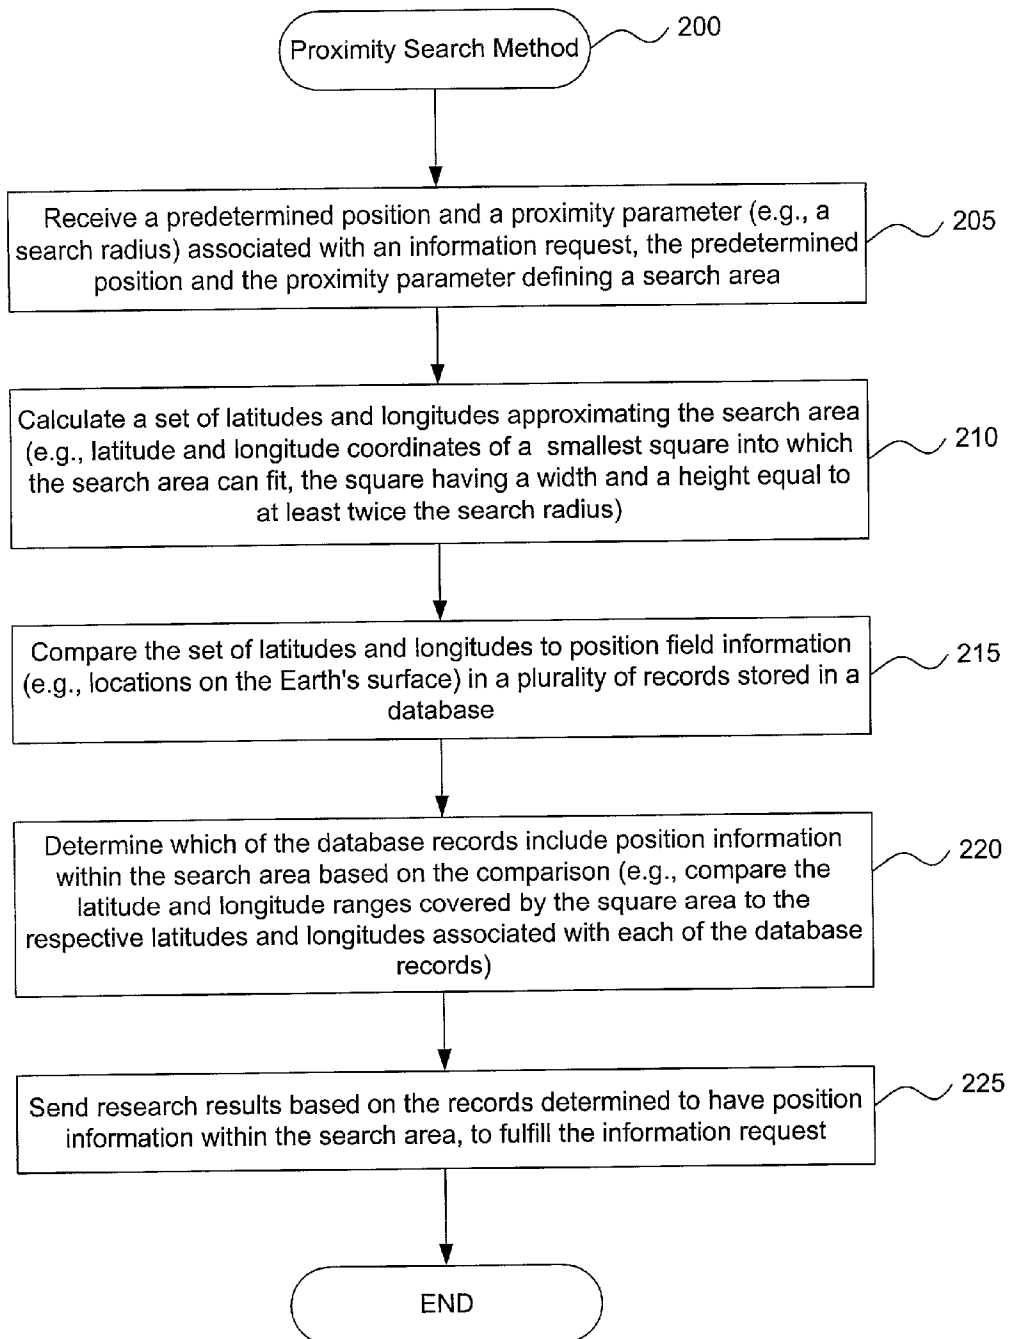 Proximity Search Method
200
Receive a predetermined position and a proximity parameter (e.g., a
search radius) associated with an information request, the predetermined
position and the proximity parameter defining a search area
205
Calculate a set of latitudes and longitudes approximating the search area
(e.g., latitude and longitude coordinates of a smallest square into which
the search area can fit, the square having a width and a height equal to
at least twice the search radius)
210
Compare the set of latitudes and longitudes to position field information
(e.g., locations on the Earth's surface) in a plurality of records stored in a
database
215
Determine which of the database records include position information
within the search area based on the comparison (e.g., compare the
latitude and longitude ranges covered by the square area to the
respective latitudes and longitudes associated with each of the database
records)
220
Send research results based on the records determined to have position
information within the search area, to fulfill the information request
225
END